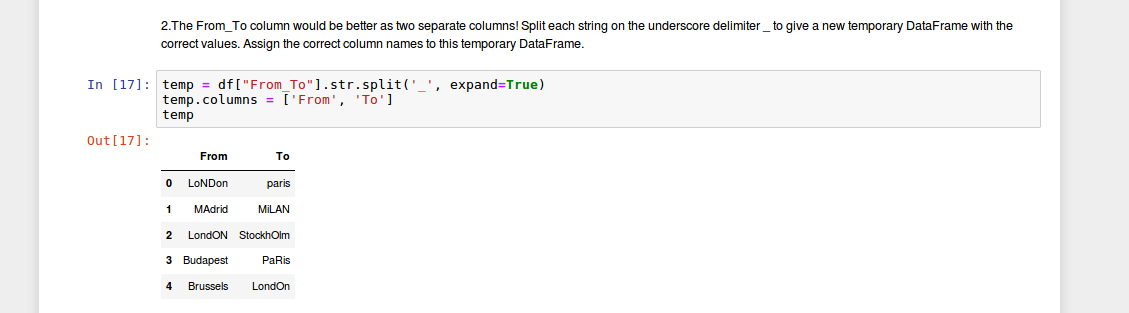 2.The From_To column would be better as two separate columns! Split each string on the underscore delimiter _ to give a new temporary DataFrame with the
correct values. Assign the correct column names to this temporary DataFrame.
In [17]: temp = df["From_To"].str.split('_', expand=True)
temp.columns = ['From', 'To']
temp
Out[17]:
From To
0 LoNDon paris
1 MAdrid MiLAN
2 LondON StockhOlm
3 Budapest PaRis
4 Brussels LondOn